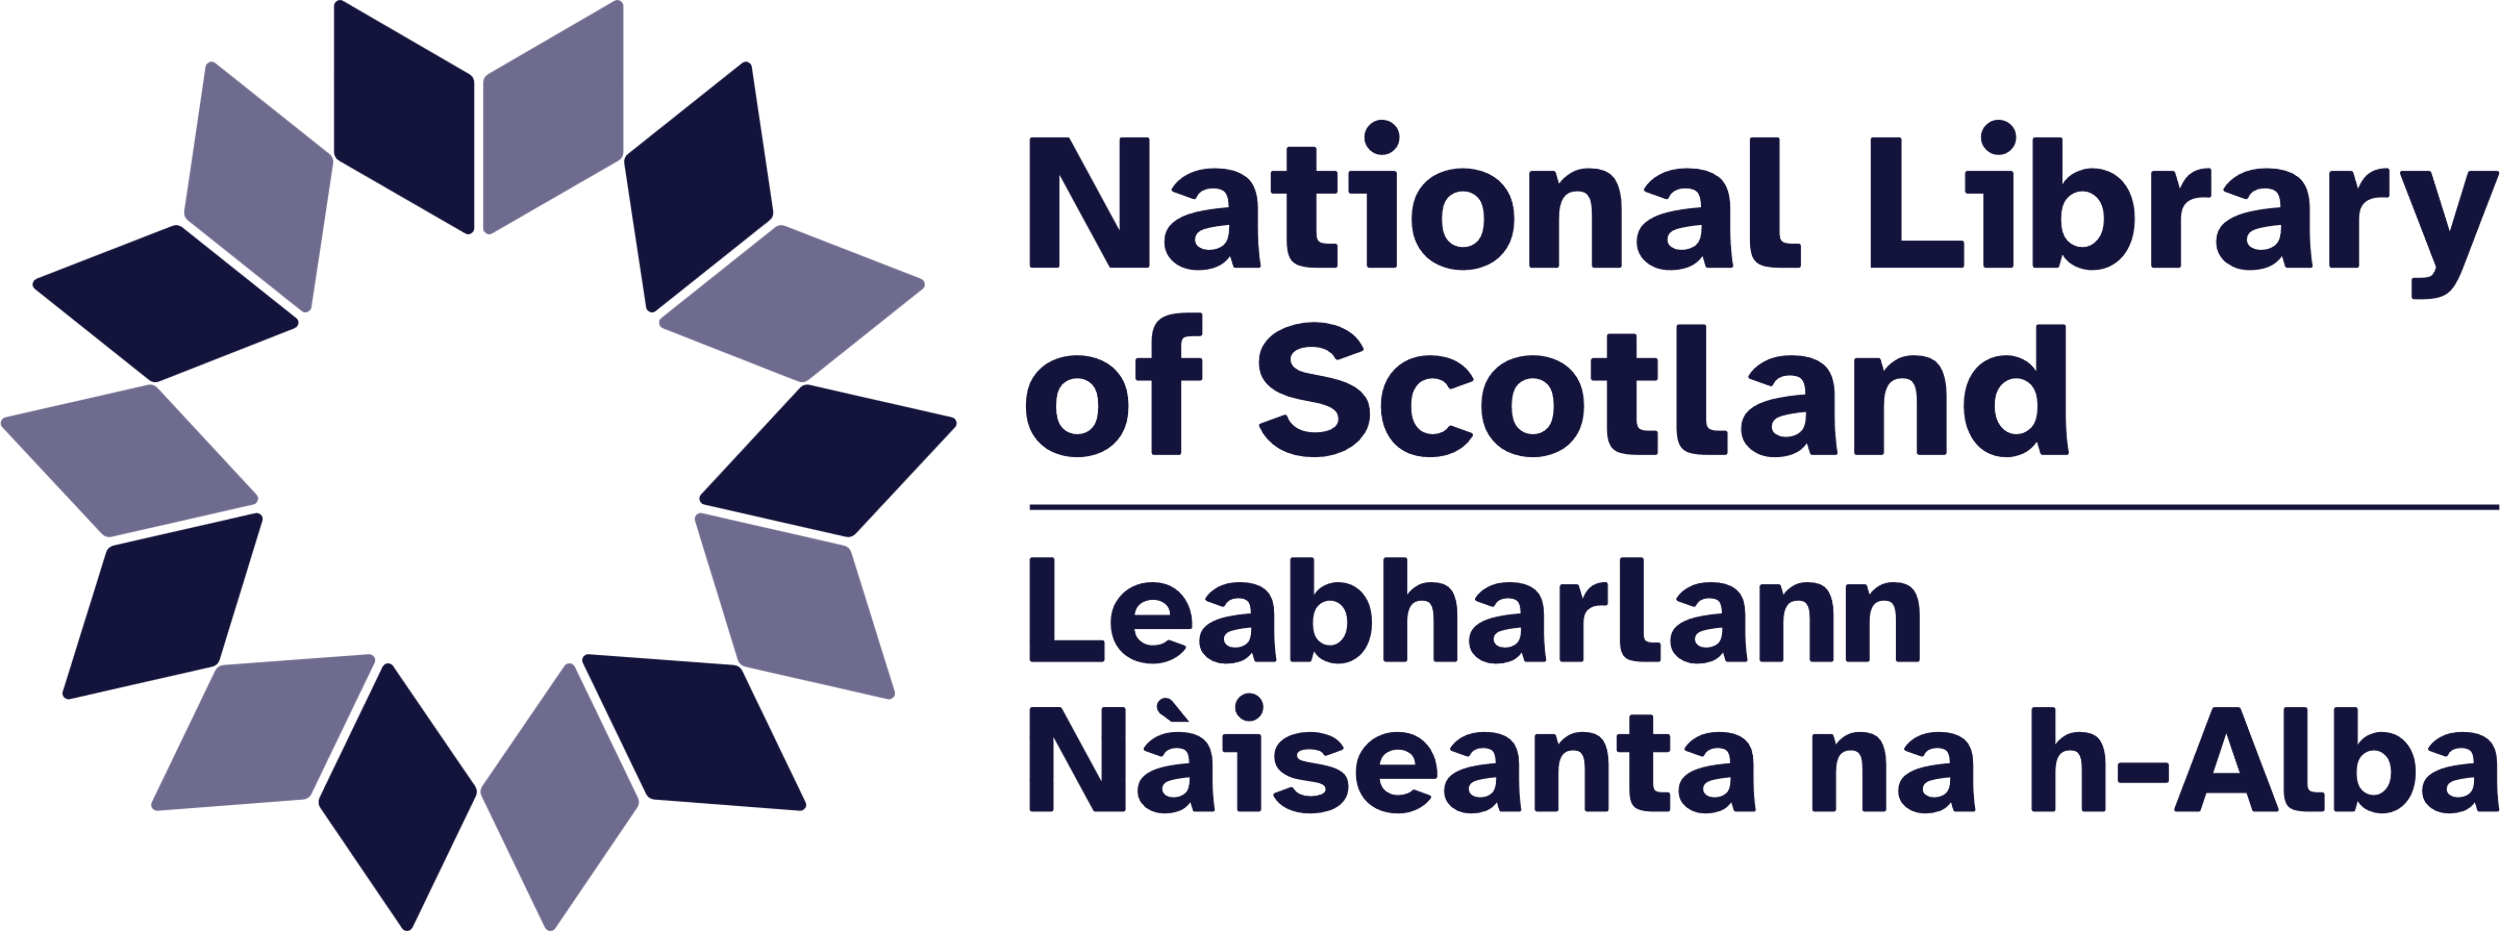 National Library
of Scotland
Leabharlann
Nàiseanta na h-Alba